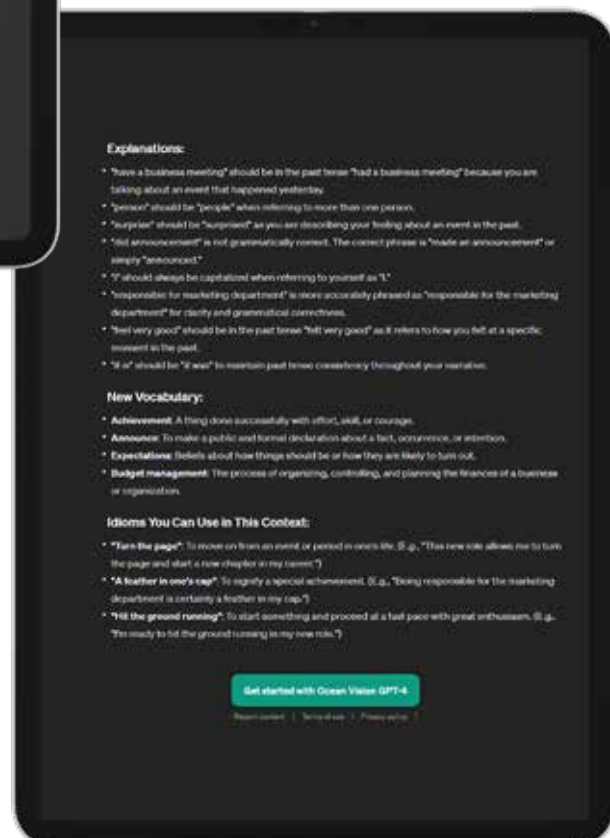 Explanations:
• "have a business meeting" should be in the past tense "had a business meeting" because you are
talking about an event that happened yesterday.
• "person" should be "people" when referring to more than one person.
• "surprise" should be "surprised" as you are describing your feeling about an event in the past.
• "did announcement" is not grammatically correct. The correct phrase is "made an announcement" or
simply "announced."
• "i" should always be capitalized when referring to yourself as "I."
• "responsible for marketing department" is more accurately phrased as "responsible for the marketing
department" for clarity and grammatical correctness.
• "feel very good" should be in the past tense "felt very good" as it refers to how you felt at a specific
moment in the past.
• "it is" should be "it was" to maintain past tense consistency throughout your narrative.
New Vocabulary:
• Achievement: A thing done successfully with effort, skill, or courage.
• Announce: To make a public and formal declaration about a fact, occurrence, or intention.
• Expectations: Beliefs about how things should be or how they are likely to turn out.
• Budget management: The process of organizing, controlling, and planning the finances of a business
or organization.
Idioms You Can Use in This Context:
• "Turn the page": To move on from an event or period in one's life. (E.g., "This new role allows me to turn
the page and start a new chapter in my career.")
• "A feather in one's cap": To signify a special achievement. (E.g., "Being responsible for the marketing
department is certainly a feather in my cap.")
• "Hit the ground running": To start something and proceed at a fast pace with great enthusiasm. (E.g.,
"I'm ready to hit the ground running in my new role.")
Get started with Ocean Vision GPT-4
Report content | Terms of use | Privacy policy |